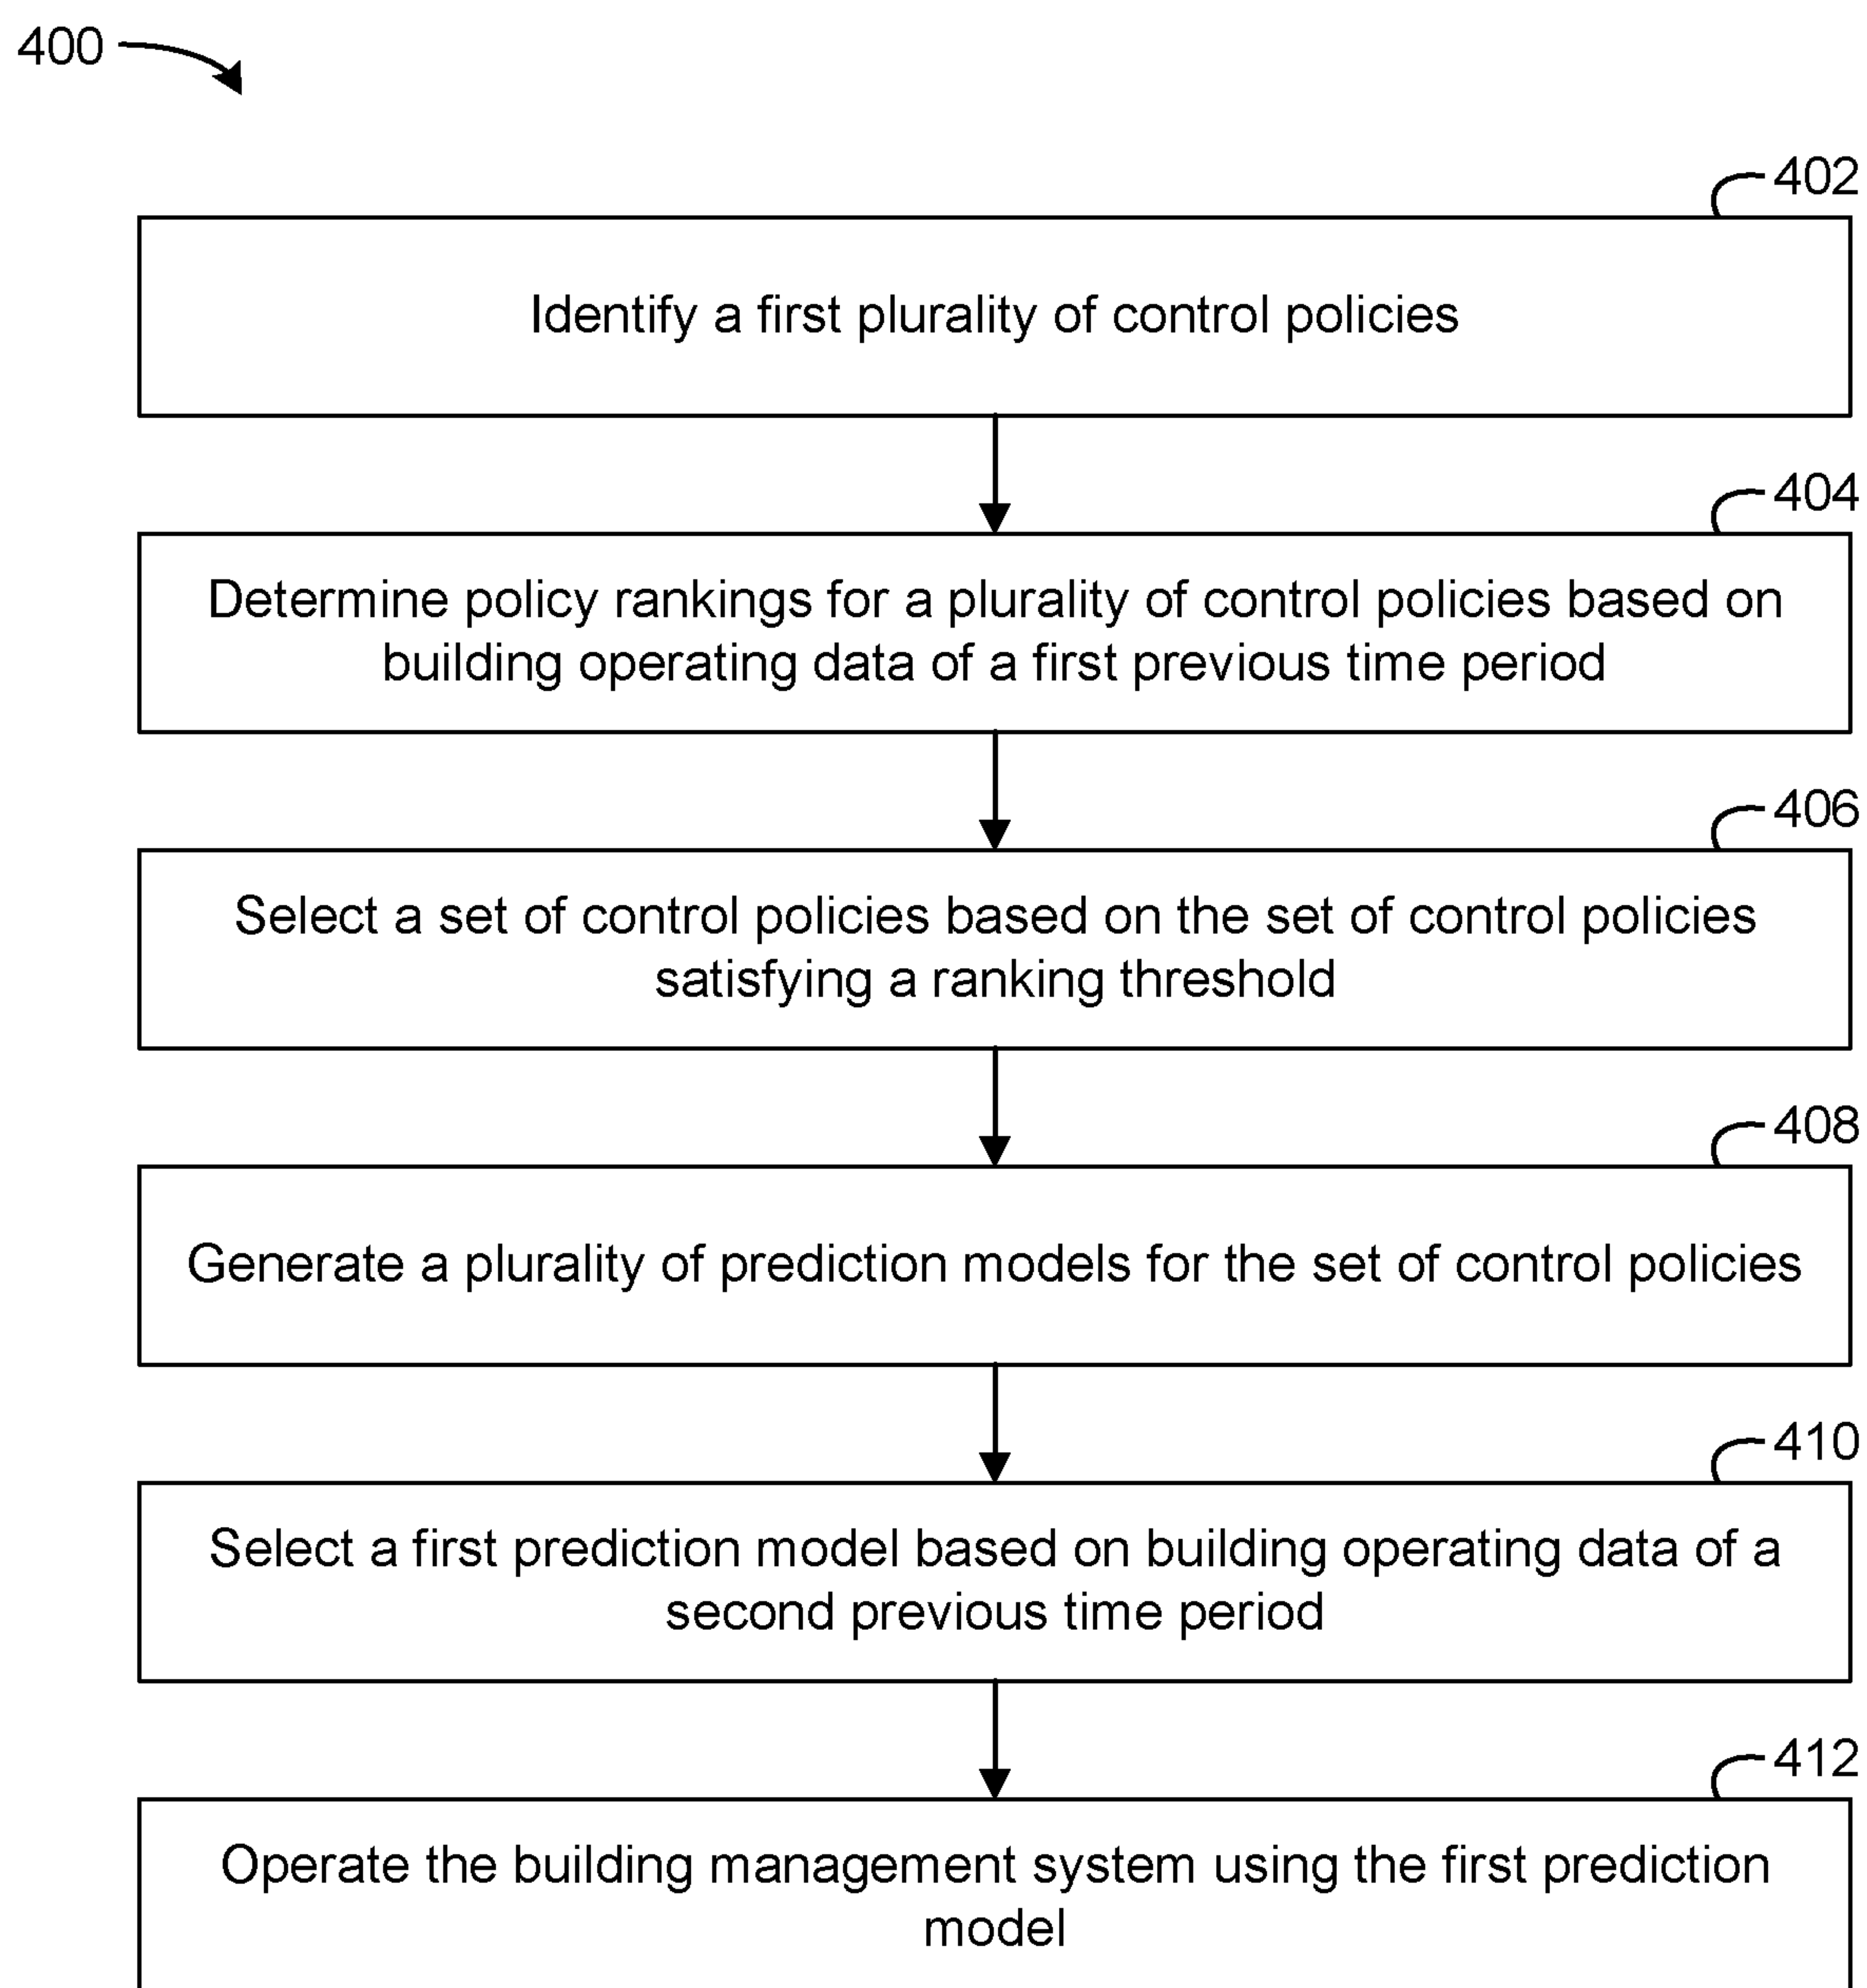 400
402
Identify a first plurality of control policies
404
Determine policy rankings for a plurality of control policies based on
building operating data of a first previous time period
406
Select a set of control policies based on the set of control policies
satisfying a ranking threshold
408
Generate a plurality of prediction models for the set of control policies
410
Select a first prediction model based on building operating data of a
second previous time period
412
Operate the building management system using the first prediction
model